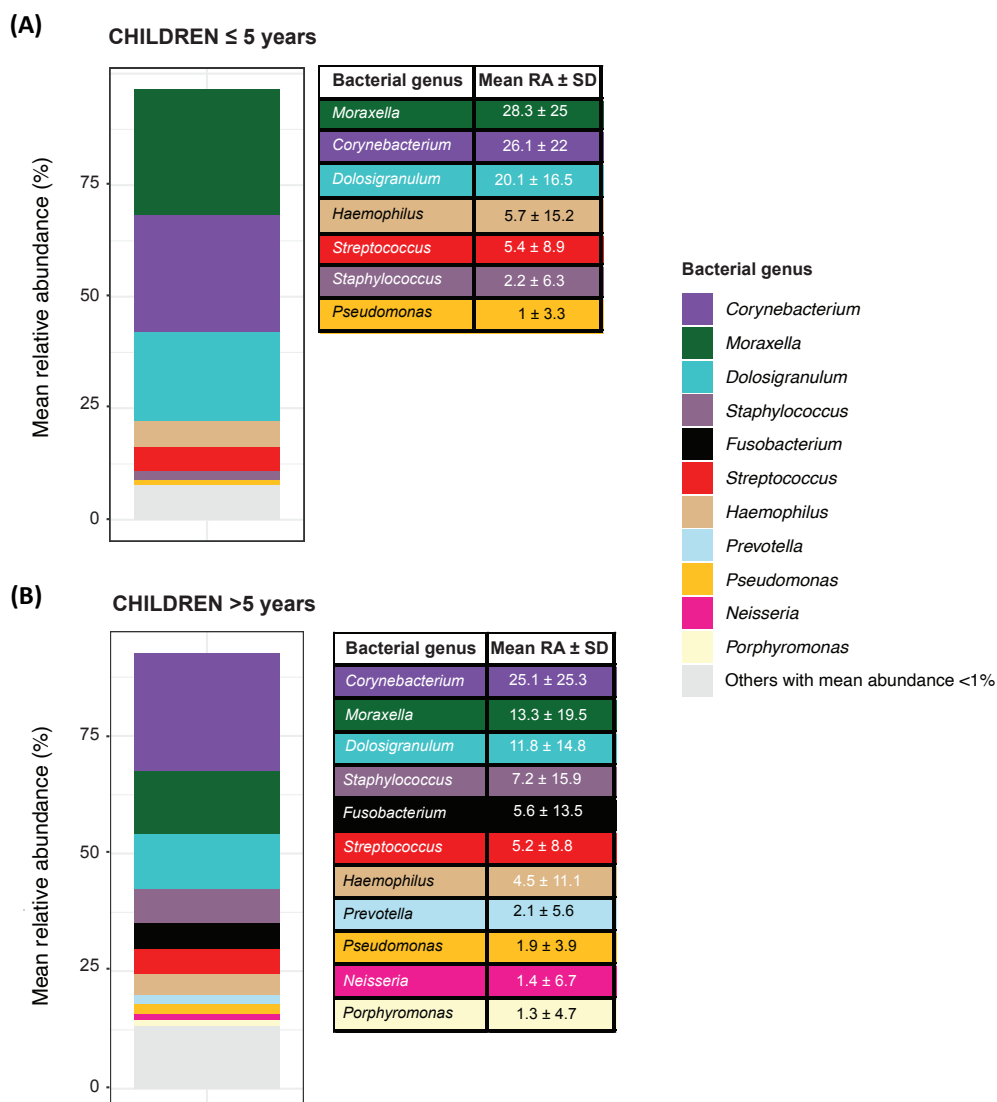 (A)
CHILDREN ≤ 5 years
Mean relative abundance (%)
75
50
25
0
Bacterial genus Mean RA ± SD
Moraxella 28.3 ± 25
Corynebacterium 26.1 ± 22
Dolosigranulum 20.1 ± 16.5
Haemophilus 5.7 ± 15.2
Streptococcus 5.4 ± 8.9
Staphylococcus 2.2 ± 6.3
Pseudomonas 1 ± 3.3
Bacterial genus
Corynebacterium
Moraxella
Dolosigranulum
Staphylococcus
Fusobacterium
Streptococcus
Haemophilus
Prevotella
Pseudomonas
Neisseria
Porphyromonas
Others with mean abundance <1%
(B)
CHILDREN >5 years
Mean relative abundance (%)
75
50
25
0
Bacterial genus Mean RA ± SD
Corynebacterium 25.1 ± 25.3
Moraxella 13.3 ± 19.5
Dolosigranulum 11.8 ± 14.8
Staphylococcus 7.2 ± 15.9
Fusobacterium 5.6 ± 13.5
Streptococcus 5.2 ± 8.8
Haemophilus 4.5 ± 11.1
Prevotella 2.1 ± 5.6
Pseudomonas 1.9 ± 3.9
Neisseria 1.4 ± 6.7
Porphyromonas 1.3 ± 4.7